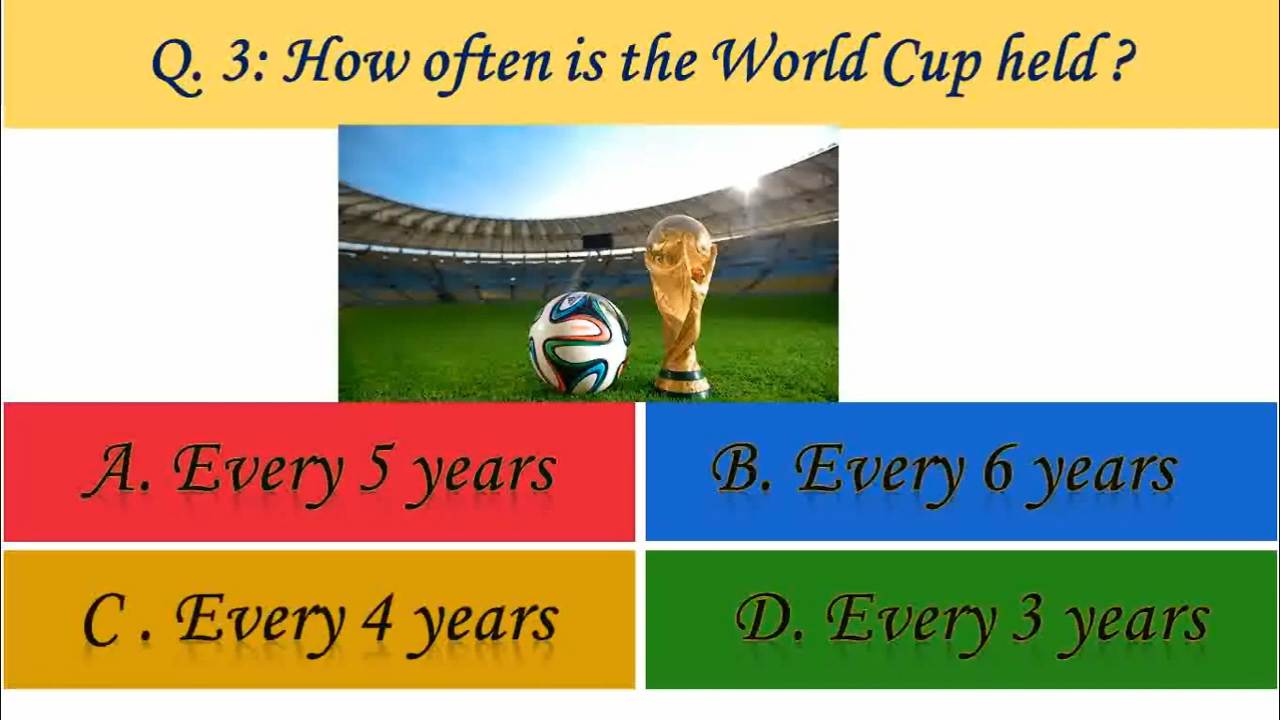 Q. 3: How often is the World Cup held ?
A. Every 5 years
B. Every 6 years
C . Every 4 years
D. Every 3 years